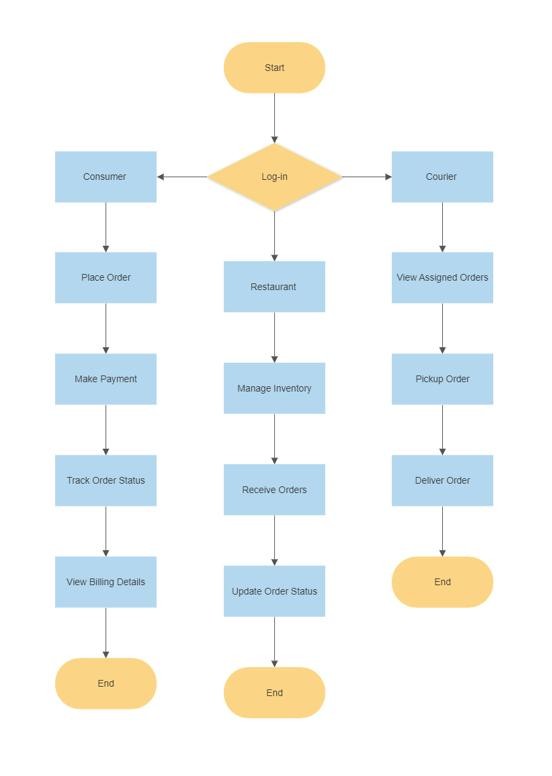 Start
Consumer
Log-in
Courier
Place Order
Restaurant
View Assigned Orders
Make Payment
Manage Inventory
Pickup Order
Track Order Status
Receive Orders
Deliver Order
View Billing Details
Update Order Status
End
End
End